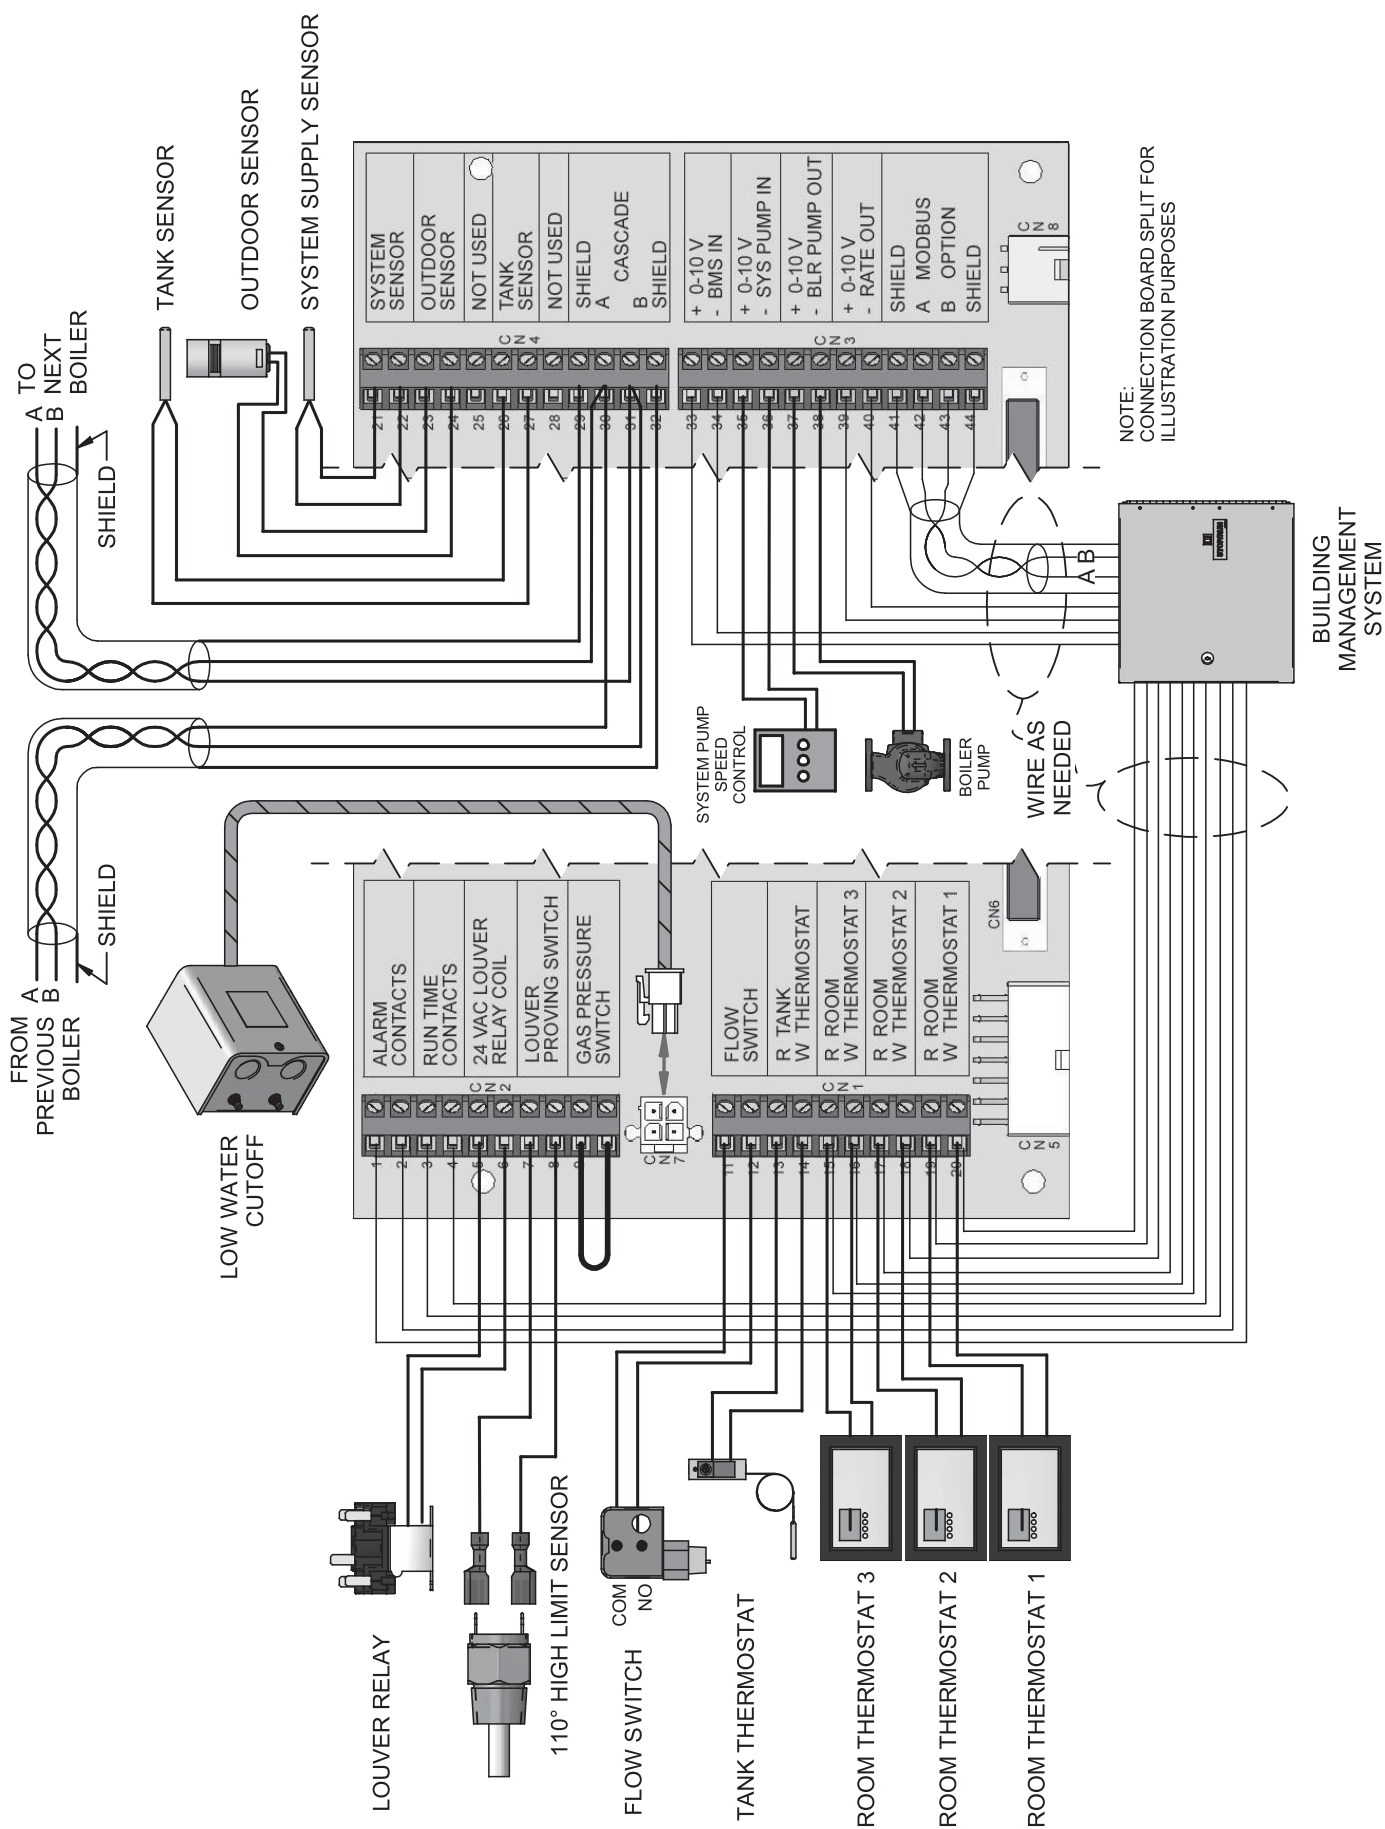 FROM
PREVIOUS
BOILER
A
B
SHIELD
A
B
TO
NEXT
BOILER
SHIELD
TANK SENSOR
OUTDOOR SENSOR
SYSTEM SUPPLY SENSOR
LOW WATER
CUTOFF
ALARM
CONTACTS
RUN TIME
CONTACTS
24 VAC LOUVER
RELAY COIL
LOUVER
PROVING SWITCH
GAS PRESSURE
SWITCH
CN2
1
2
3
4
5
6
7
8
9
CN7
FLOW
SWITCH
R TANK
W THERMOSTAT
R ROOM
W THERMOSTAT 3
R ROOM
W THERMOSTAT 2
R ROOM
W THERMOSTAT 1
CN1
11
12
13
14
15
16
17
18
19
20
CN5
CN6
SYSTEM
SENSOR
OUTDOOR
SENSOR
NOT USED
TANK
SENSOR
NOT USED
SHIELD
A
CASCADE
B
SHIELD
CN4
21
22
23
24
25
26
27
28
29
30
31
32
+ 0-10 V
- BMS IN
+ 0-10 V
- SYS PUMP IN
+ 0-10 V
- BLR PUMP OUT
+ 0-10 V
- RATE OUT
SHIELD
A MODBUS
B OPTION
SHIELD
CN3
33
34
35
36
37
38
39
40
41
42
43
44
CN8
SYSTEM PUMP
SPEED
CONTROL
BOILER
PUMP
WIRE AS
NEEDED
A
B
NOTE:
CONNECTION BOARD SPLIT FOR
ILLUSTRATION PURPOSES
BUILDING
MANAGEMENT
SYSTEM
LOUVER RELAY
110° HIGH LIMIT SENSOR
COM
NO
FLOW SWITCH
TANK THERMOSTAT
ROOM THERMOSTAT 3
ROOM THERMOSTAT 2
ROOM THERMOSTAT 1